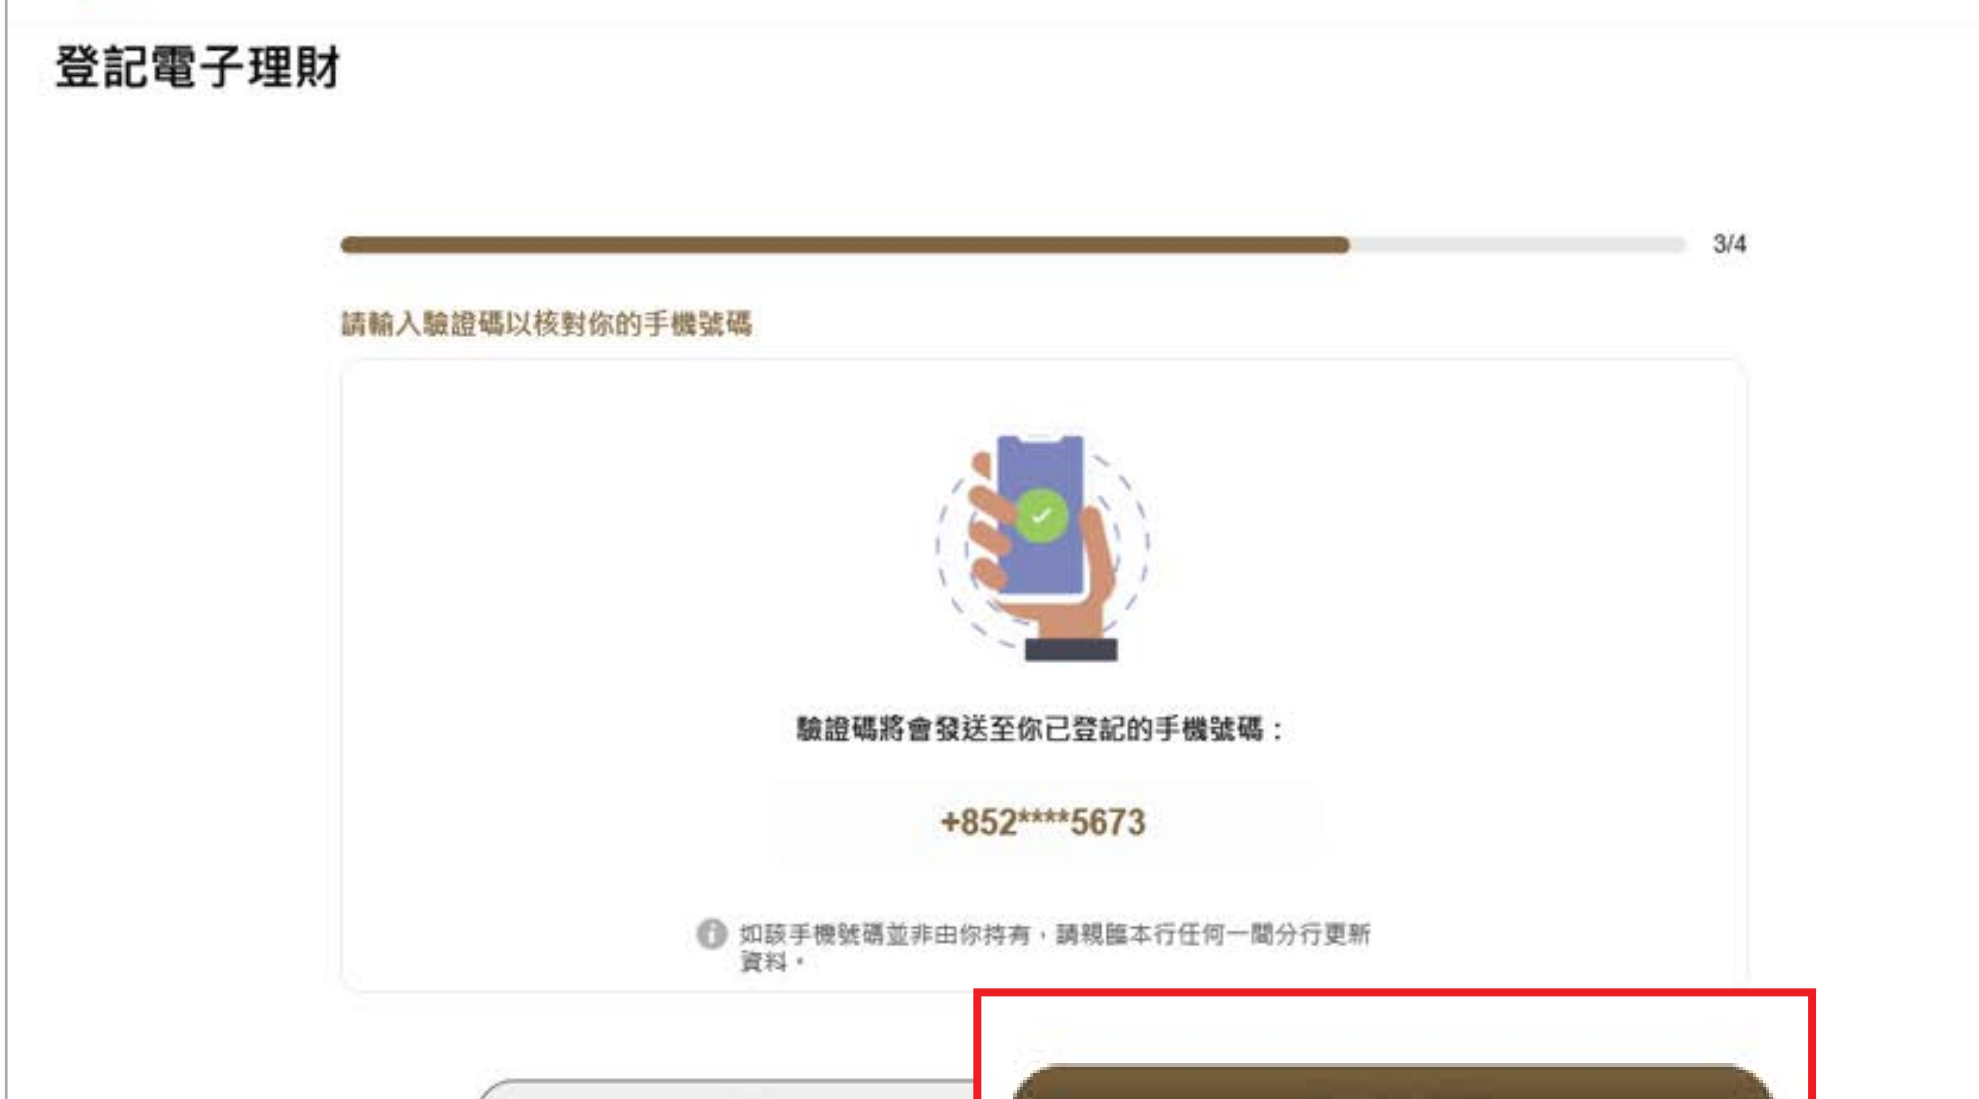 登記電子理財
3/4
請輸入驗證碼以核對你的手機號碼
驗證碼將會發送至你已登記的手機號碼：
+852****5673
如該手機號碼並非由你持有，請親臨本行任何一間分行更新
資料。